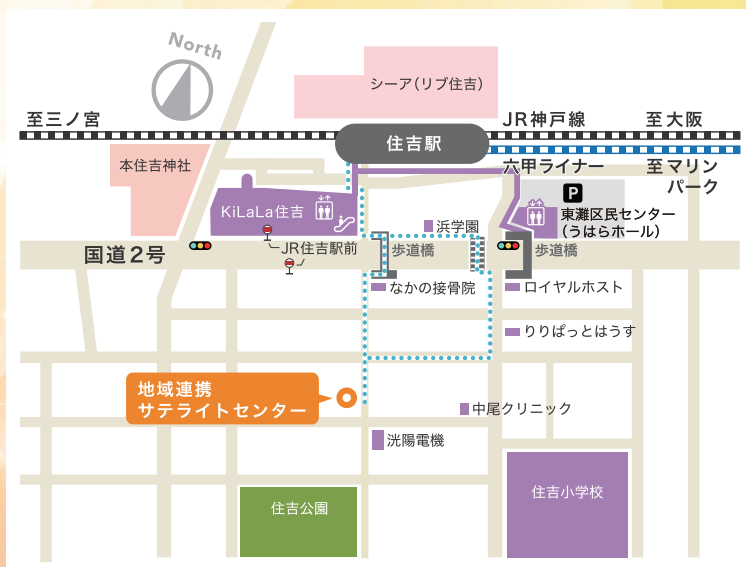 North
シーア(リブ住吉)
至三ノ宮
JR神戸線
至大阪
住吉駅
本住吉神社
六甲ライナー
至マリン
パーク
P
KiLaLa住吉
東灘区民センター
(うはらホール)
浜学園
国道2号
JR住吉駅前
歩道橋
歩道橋
なかの接骨院
ロイヤルホスト
りりぱっとはうす
地域連携
サテライトセンター
中尾クリニック
洸陽電機
住吉小学校
住吉公園